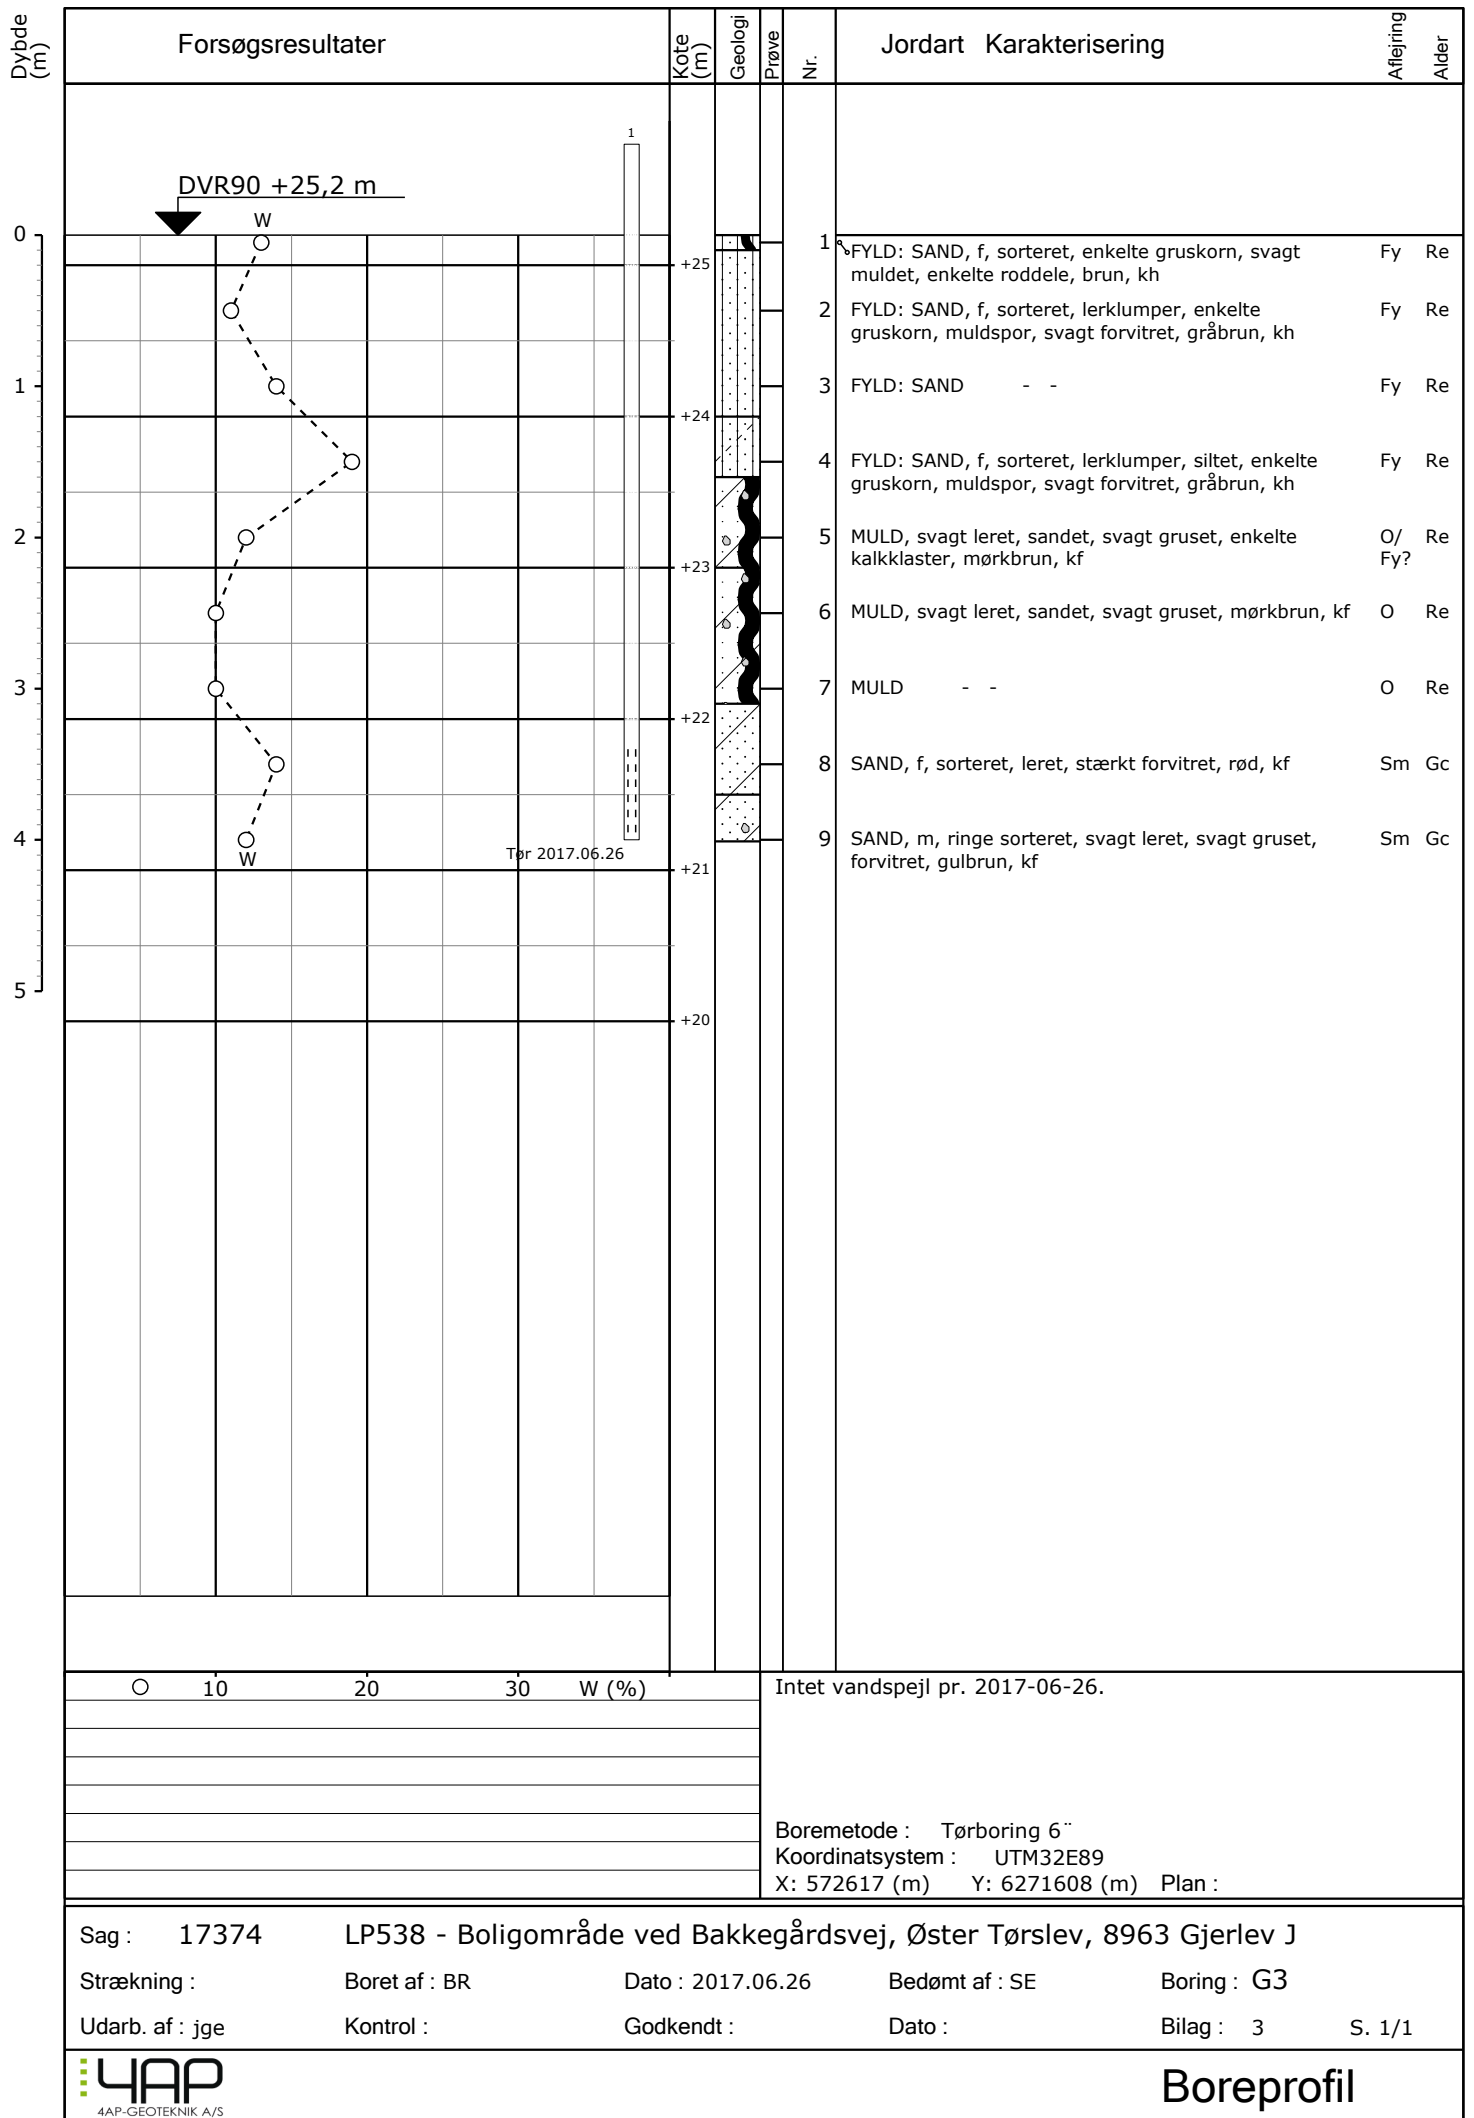 Dybde (m)
Forsøgsresultater
Kote (m)
Geologi
Prøve
Nr.
Jordart Karakterisering
Aflejring
Alder
1
DVR90 +25,2 m
W
0
+25
1 FYLD: SAND, f, sorteret, enkelte gruskorn, svagt Fy Re
muldet, enkelte roddele, brun, kh
2 FYLD: SAND, f, sorteret, lerklumper, enkelte Fy Re
gruskorn, muldspor, svagt forvitret, gråbrun, kh
1
3 FYLD: SAND - - Fy Re
+24
4 FYLD: SAND, f, sorteret, lerklumper, siltet, enkelte Fy Re
gruskorn, muldspor, svagt forvitret, gråbrun, kh
2
5 MULD, svagt leret, sandet, svagt gruset, enkelte O/ Re
kalkklaster, mørkbrun, kf Fy?
+23
6 MULD, svagt leret, sandet, svagt gruset, mørkbrun, kf O Re
3
7 MULD - - O Re
+22
8 SAND, f, sorteret, leret, stærkt forvitret, rød, kf Sm Gc
4
9 SAND, m, ringe sorteret, svagt leret, svagt gruset, Sm Gc
forvitret, gulbrun, kf
W
Tør 2017.06.26
+21
5
+20
10 20 30 W (%)
Intet vandspejl pr. 2017-06-26.
Boremetode : Tørboring 6¨
Koordinatsystem : UTM32E89
X: 572617 (m) Y: 6271608 (m) Plan :
Sag : 17374 LP538 - Boligområde ved Bakkegårdsvej, Øster Tørslev, 8963 Gjerlev J
Strækning : Boret af : BR Dato : 2017.06.26 Bedømt af : SE Boring : G3
Udarb. af : jge Kontrol : Godkendt : Dato : Bilag : 3 S. 1/1
4AP
4AP-GEOTEKNIK A/S
Boreprofil